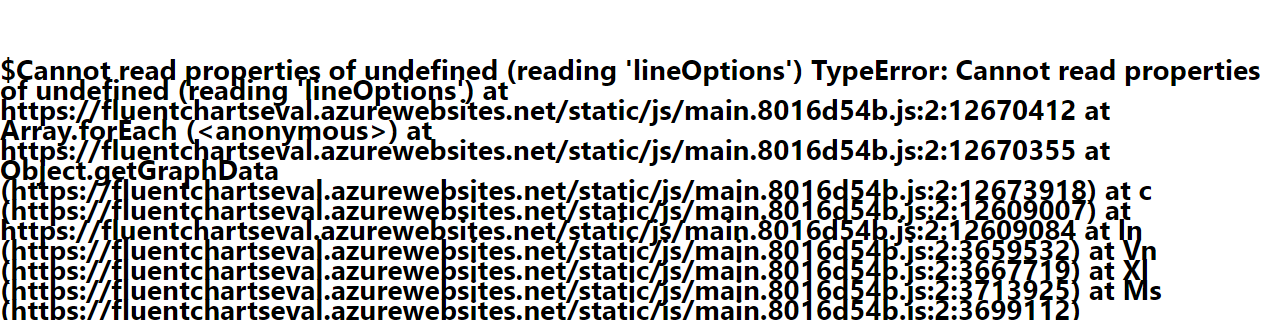 $Cannot read properties of undefined (reading 'lineOptions') TypeError: Cannot read properties
of undefined (reading 'lineOptions') at
https://fluentchartseval.azurewebsites.net/static/js/main.8016d54b.js:2:12670412 at
Array.forEach (<anonymous>) at
https://fluentchartseval.azurewebsites.net/static/js/main.8016d54b.js:2:12670355 at
Object.getGraphData
(https://fluentchartseval.azurewebsites.net/static/js/main.8016d54b.js:2:12673918) at c
(https://fluentchartseval.azurewebsites.net/static/js/main.8016d54b.js:2:12609007) at
https://fluentchartseval.azurewebsites.net/static/js/main.8016d54b.js:2:12609084 at In
(https://fluentchartseval.azurewebsites.net/static/js/main.8016d54b.js:2:3659532) at Vn
(https://fluentchartseval.azurewebsites.net/static/js/main.8016d54b.js:2:3667719) at Xl
(https://fluentchartseval.azurewebsites.net/static/js/main.8016d54b.js:2:3713925) at Ms
(https://fluentchartseval.azurewebsites.net/static/js/main.8016d54b.js:2:3699112)